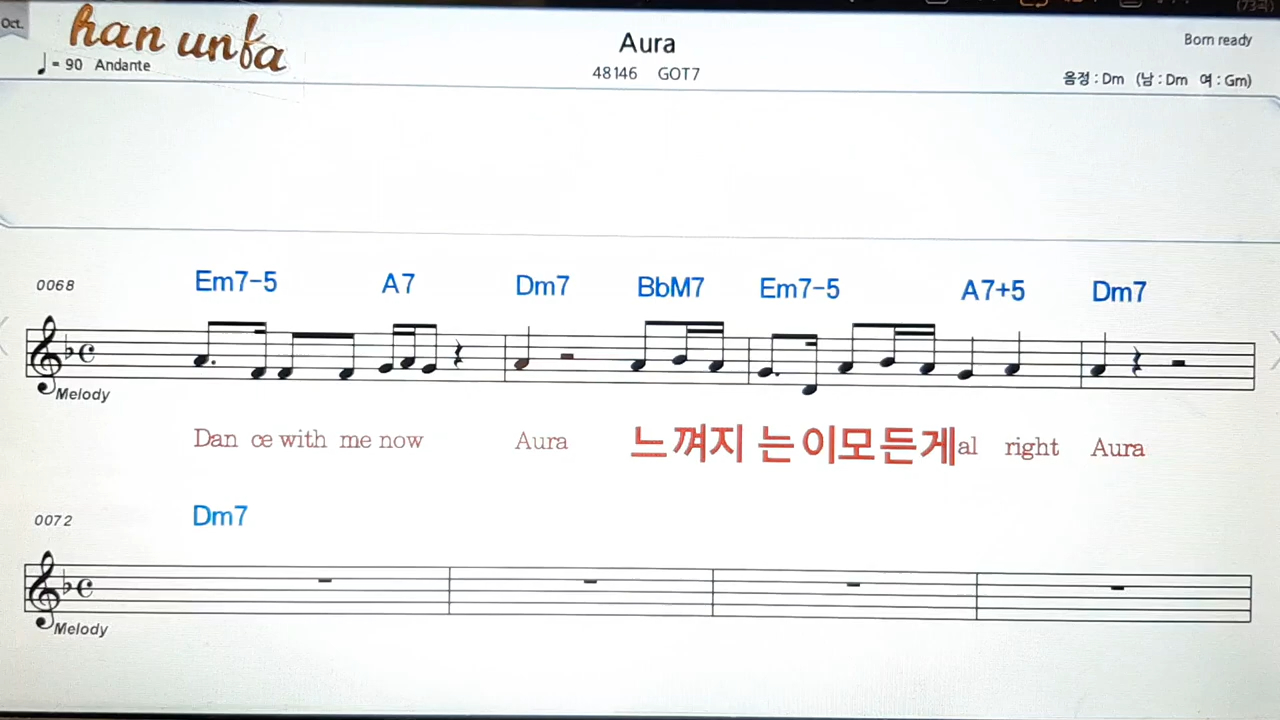 Oct.
han unfa
Aura
Born ready
♩ = 90 Andante
48146 GOT7
음정 : Dm (남 : Dm 여 : Gm)
0068
Em7-5 A7 Dm7 BbM7 Em7-5 A7+5 Dm7
Melody
Dan ce with me now Aura 느껴지 는이모든게al right Aura
0072
Dm7
Melody